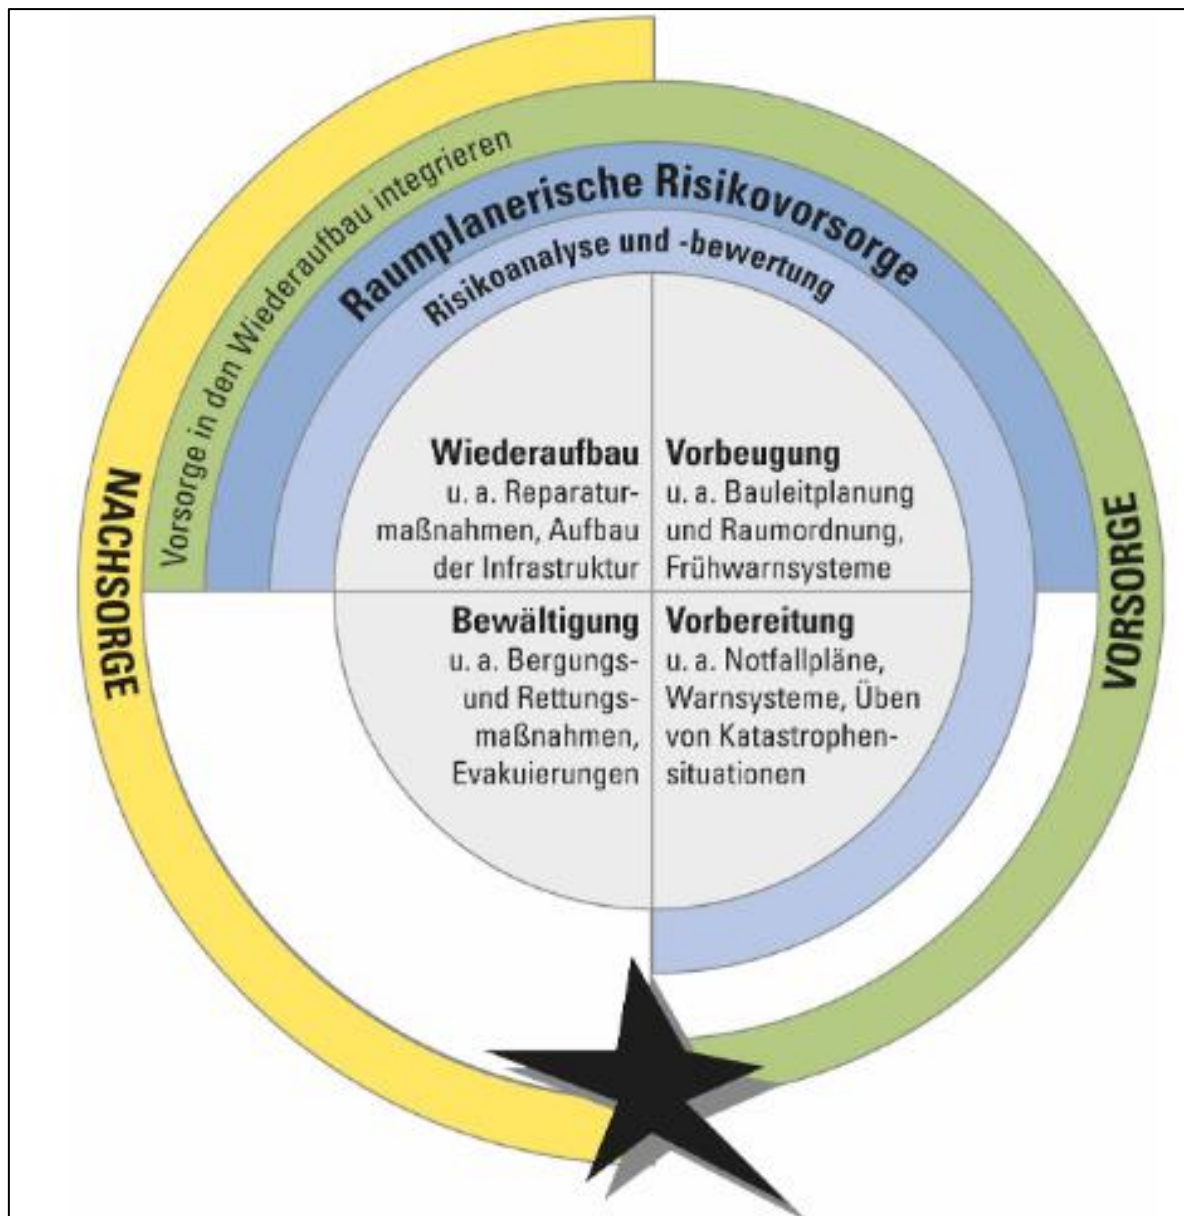 NACHSORGE
Vorsorge in den Wiederaufbau integrieren
Raumplanerische Risikovorsorge
Risikoanalyse und -bewertung
VORSORGE
Wiederaufbau
u. a. Reparatur-
maßnahmen, Aufbau
der Infrastruktur
Vorbeugung
u. a. Bauleitplanung
und Raumordnung,
Frühwarnsysteme
Bewältigung
u. a. Bergungs-
und Rettungs-
maßnahmen,
Evakuierungen
Vorbereitung
u. a. Notfallpläne,
Warnsysteme, Üben
von Katastrophen-
situationen